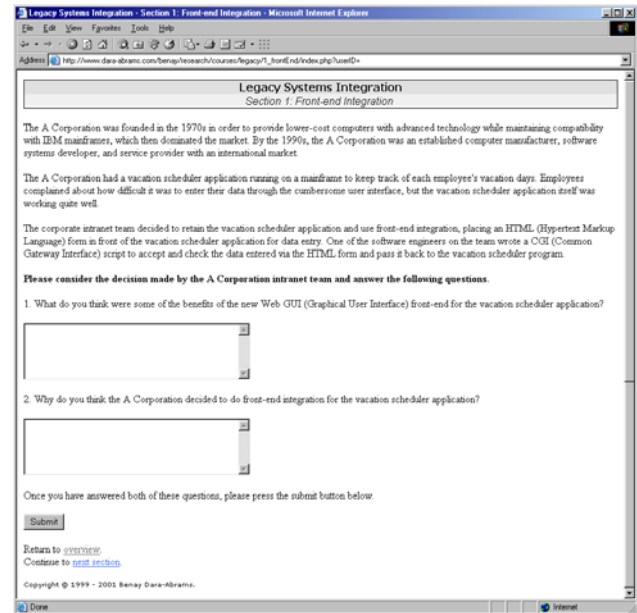 Legacy Systems Integration - Section 1: Front-end Integration - Microsoft Internet Explorer
File Edit View Favorites Tools Help
Address http://www.dara-abrams.com/benay/research/courses/legacy/1_frontEnd/index.php?userID=
Legacy Systems Integration
Section 1: Front-end Integration
The A Corporation was founded in the 1970s in order to provide lower-cost computers with advanced technology while maintaining compatibility
with IBM mainframes, which then dominated the market. By the 1990s, the A Corporation was an established computer manufacturer, software
systems developer, and service provider with an international market.
The A Corporation had a vacation scheduler application running on a mainframe to keep track of each employee's vacation days. Employees
complained about how difficult it was to enter their data through the cumbersome user interface, but the vacation scheduler application itself was
working quite well.
The corporate intranet team decided to retain the vacation scheduler application and use front-end integration, placing an HTML (Hypertext Markup
Language) form in front of the vacation scheduler application for data entry. One of the software engineers on the team wrote a CGI (Common
Gateway Interface) script to accept and check the data entered via the HTML form and pass it back to the vacation scheduler program.
Please consider the decision made by the A Corporation intranet team and answer the following questions.
1. What do you think were some of the benefits of the new Web GUI (Graphical User Interface) front-end for the vacation scheduler application?
2. Why do you think the A Corporation decided to do front-end integration for the vacation scheduler application?
Once you have answered both of these questions, please press the submit button below.
Submit
Return to overview.
Continue to next section.
Copyright © 1999 - 2001 Benay Dara-Abrams.
Done Internet